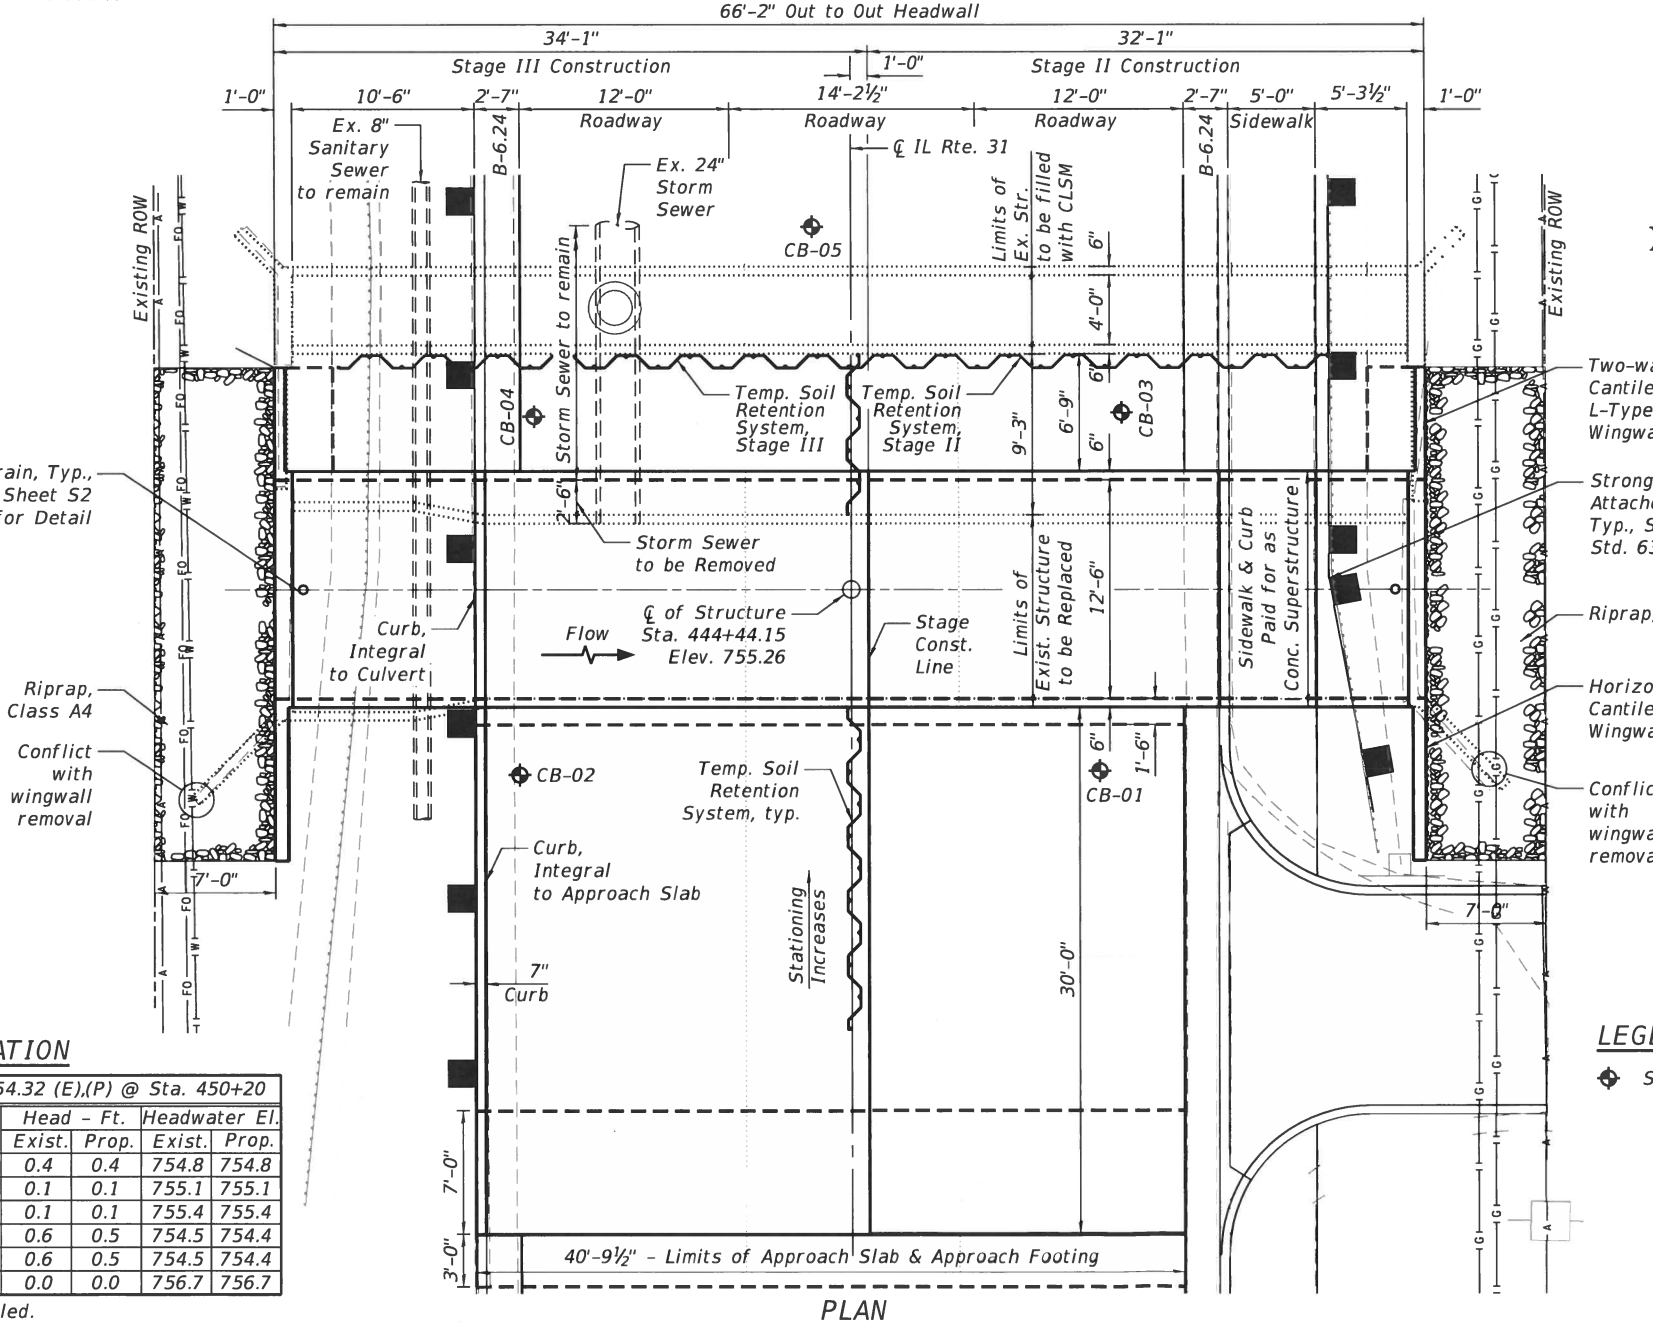 66'-2" Out to Out Headwall
34'-1"
32'-1"
Stage III Construction
1'-0"
Stage II Construction
1'-0"
10'-6"
2'-7"
12'-0"
14'-2½"
12'-0"
2'-7"
5'-0"
5'-3½"
1'-0"
Roadway
Roadway
Roadway
Sidewalk
B-6.24
B-6.24
Ex. 8"
Sanitary
Sewer
to remain
Ex. 24"
Storm
Sewer
℄ IL Rte. 31
Limits of
Ex. Str.
to be filled
with CLSM
Existing ROW
Existing ROW
CB-05
Storm Sewer to remain
6"
4'-0"
6"
6'-9"
6"
9'-3"
CB-04
CB-03
Temp. Soil
Retention
System,
Stage III
Temp. Soil
Retention
System,
Stage II
Two-wa
Cantile
L-Type
Wingwa
rain, Typ.,
Sheet S2
for Detail
Strong
Attache
Typ., S
Std. 63
2'-6"
Storm Sewer
to be Removed
℄ of Structure
Sta. 444+44.15
Elev. 755.26
Flow
Curb,
Integral
to Culvert
Stage
Const.
Line
Limits of
Exist. Structure
to be Replaced
12'-6"
Sidewalk & Curb
Paid for as
Conc. Superstructure
Riprap,
Riprap,
Class A4
Horizo
Cantile
Wingwa
Conflict
with
wingwall
removal
Conflic
with
wingwa
remova
CB-02
Temp. Soil
Retention
System, typ.
6"
1'-6"
CB-01
Curb,
Integral
to Approach Slab
7'-0"
7'-0"
Stationing
Increases
30'-0"
7"
Curb
7'-0"
3'-0"
40'-9½" - Limits of Approach Slab & Approach Footing
PLAN
LEGE
S
ATION
54.32 (E),(P) @ Sta. 450+20
Head - Ft. Headwater El.
Exist. Prop. Exist. Prop.
0.4 0.4 754.8 754.8
0.1 0.1 755.1 755.1
0.1 0.1 755.4 755.4
0.6 0.5 754.5 754.4
0.6 0.5 754.5 754.4
0.0 0.0 756.7 756.7
led.